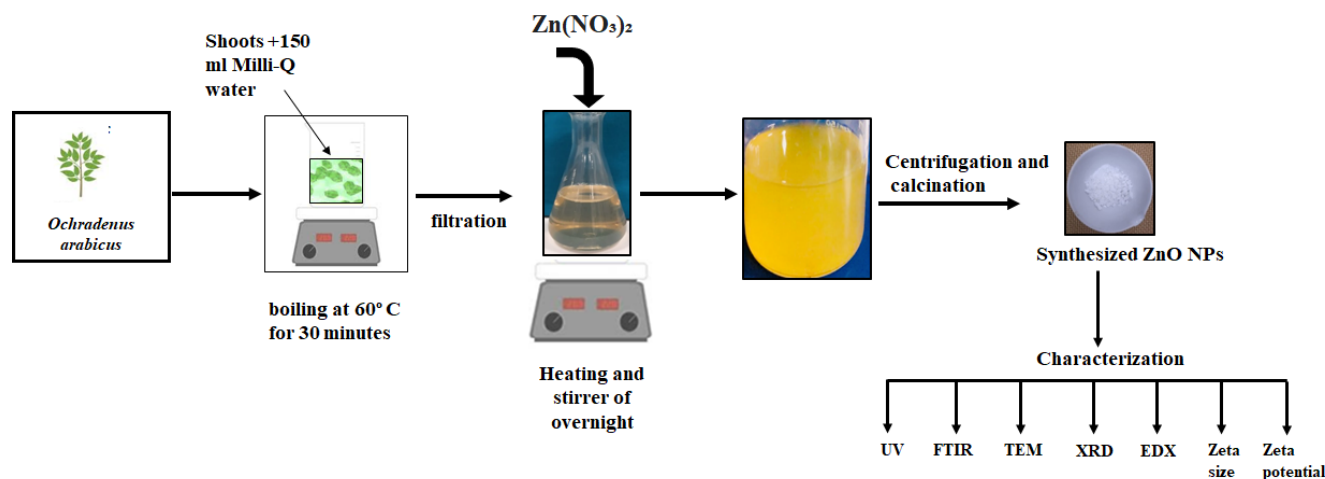 Zn(NO₃)₂
Shoots +150
ml Milli-Q
water
:
Ochradenus
arabicus
filtration
Centrifugation and
calcination
Synthesized ZnO NPs
boiling at 60º C
for 30 minutes
Heating and
stirrer of
overnight
Characterization
UV
FTIR
TEM
XRD
EDX
Zeta
size
Zeta
potential